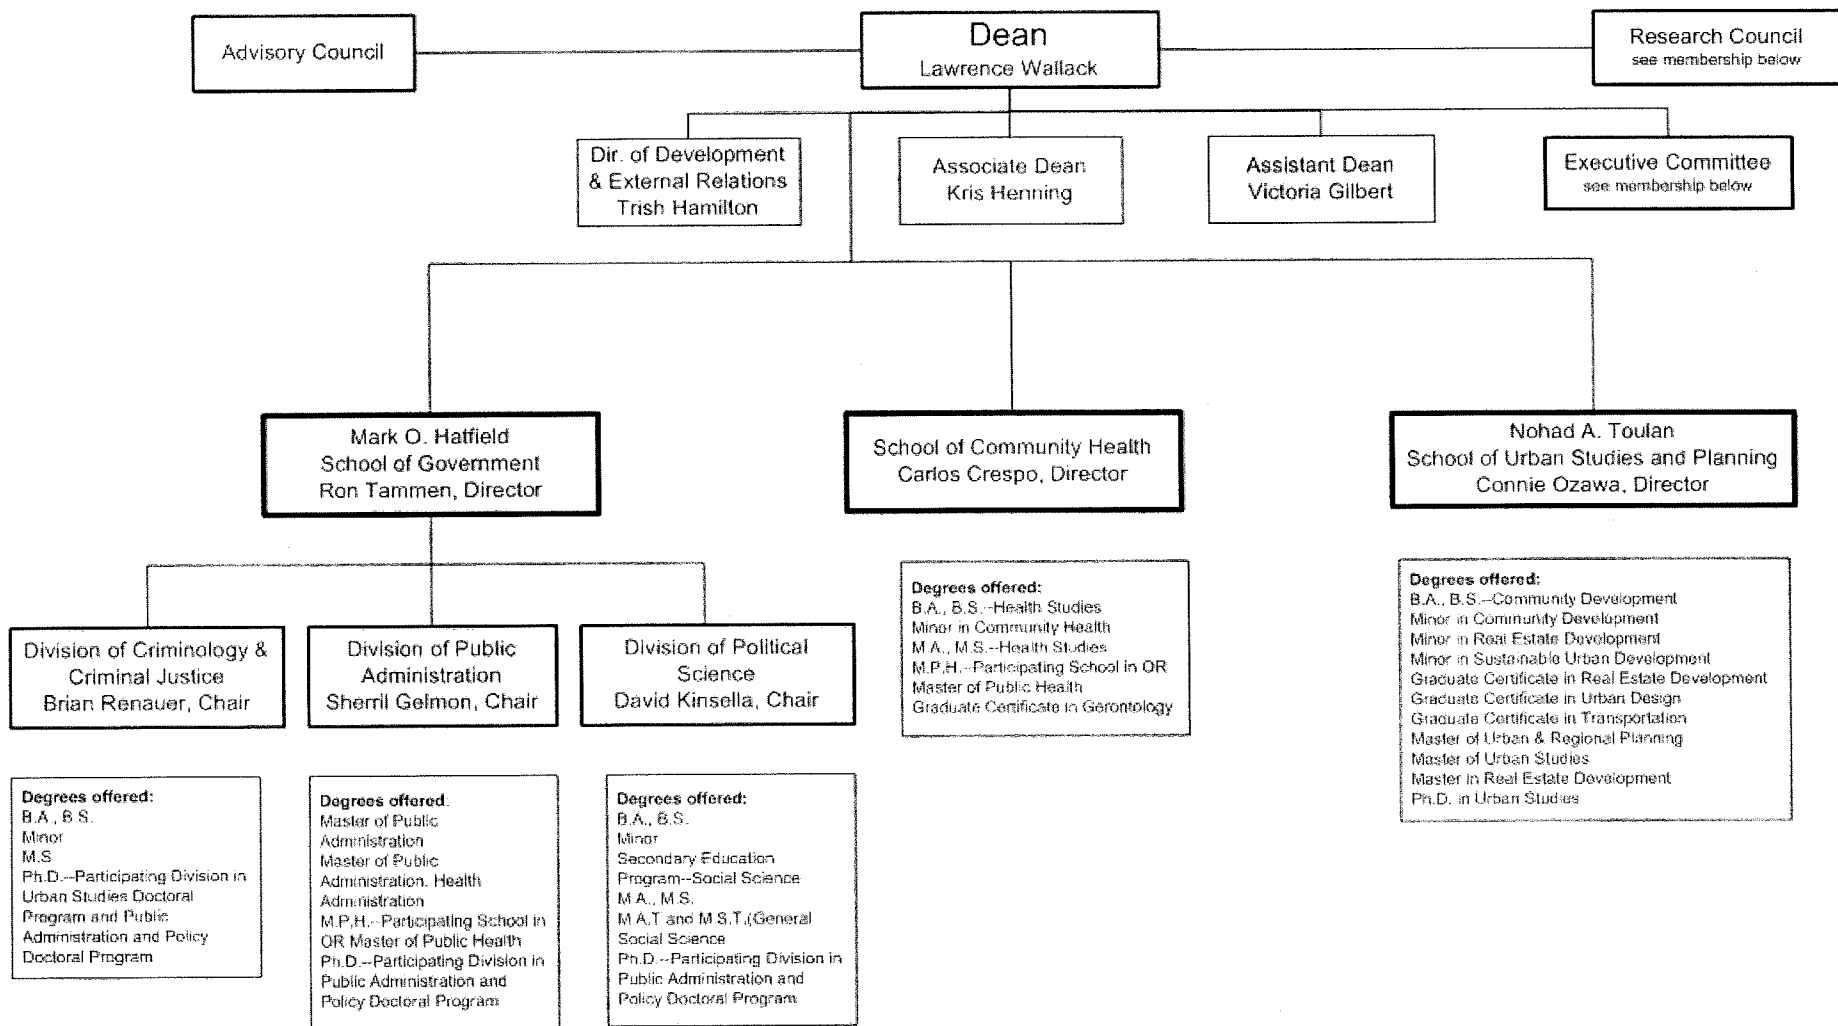 Advisory Council
Dean
Lawrence Wallack
Research Council
see membership below
Dir. of Development
& External Relations
Trish Hamilton
Associate Dean
Kris Henning
Assistant Dean
Victoria Gilbert
Executive Committee
see membership below
Mark O. Hatfield
School of Government
Ron Tammen, Director
School of Community Health
Carlos Crespo, Director
Nohad A. Toulan
School of Urban Studies and Planning
Connie Ozawa, Director
Division of Criminology &
Criminal Justice
Brian Renauer, Chair
Division of Public
Administration
Sherril Gelmon, Chair
Division of Political
Science
David Kinsella, Chair
Degrees offered:
B.A., B.S.--Health Studies
Minor in Community Health
M.A., M.S.--Health Studies
M.P.H.--Participating School in OR
Master of Public Health
Graduate Certificate in Gerontology
Degrees offered:
B.A., B.S.--Community Development
Minor in Community Development
Minor in Real Estate Development
Minor in Sustainable Urban Development
Graduate Certificate in Real Estate Development
Graduate Certificate in Urban Design
Graduate Certificate in Transportation
Master of Urban & Regional Planning
Master of Urban Studies
Master in Real Estate Development
Ph.D. in Urban Studies
Degrees offered:
B.A., B.S.
Minor
M.S
Ph.D.--Participating Division in
Urban Studies Doctoral
Program and Public
Administration and Policy
Doctoral Program
Degrees offered.
Master of Public
Administration
Master of Public
Administration. Health
Administration
M.P.H.--Participating School in
OR Master of Public Health
Ph.D.--Participating Division in
Public Administration and
Policy Doctoral Program
Degrees offered:
B.A., B.S.
Minor
Secondary Education
Program--Social Science
M.A., M.S.
M.A.T and M.S.T.(General
Social Science
Ph.D.--Participating Division in
Public Administration and
Policy Doctoral Program